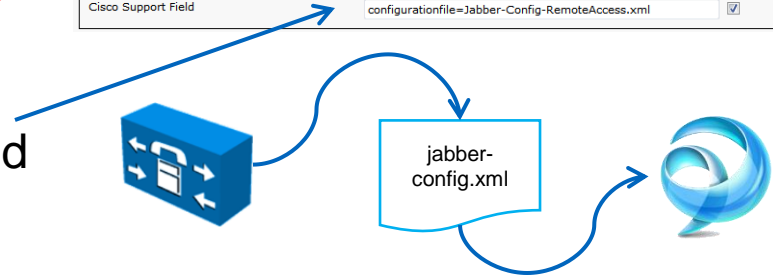 Cisco Support Field configurationfile=Jabber-Config-RemoteAccess.xml
d
jabber-
config.xml